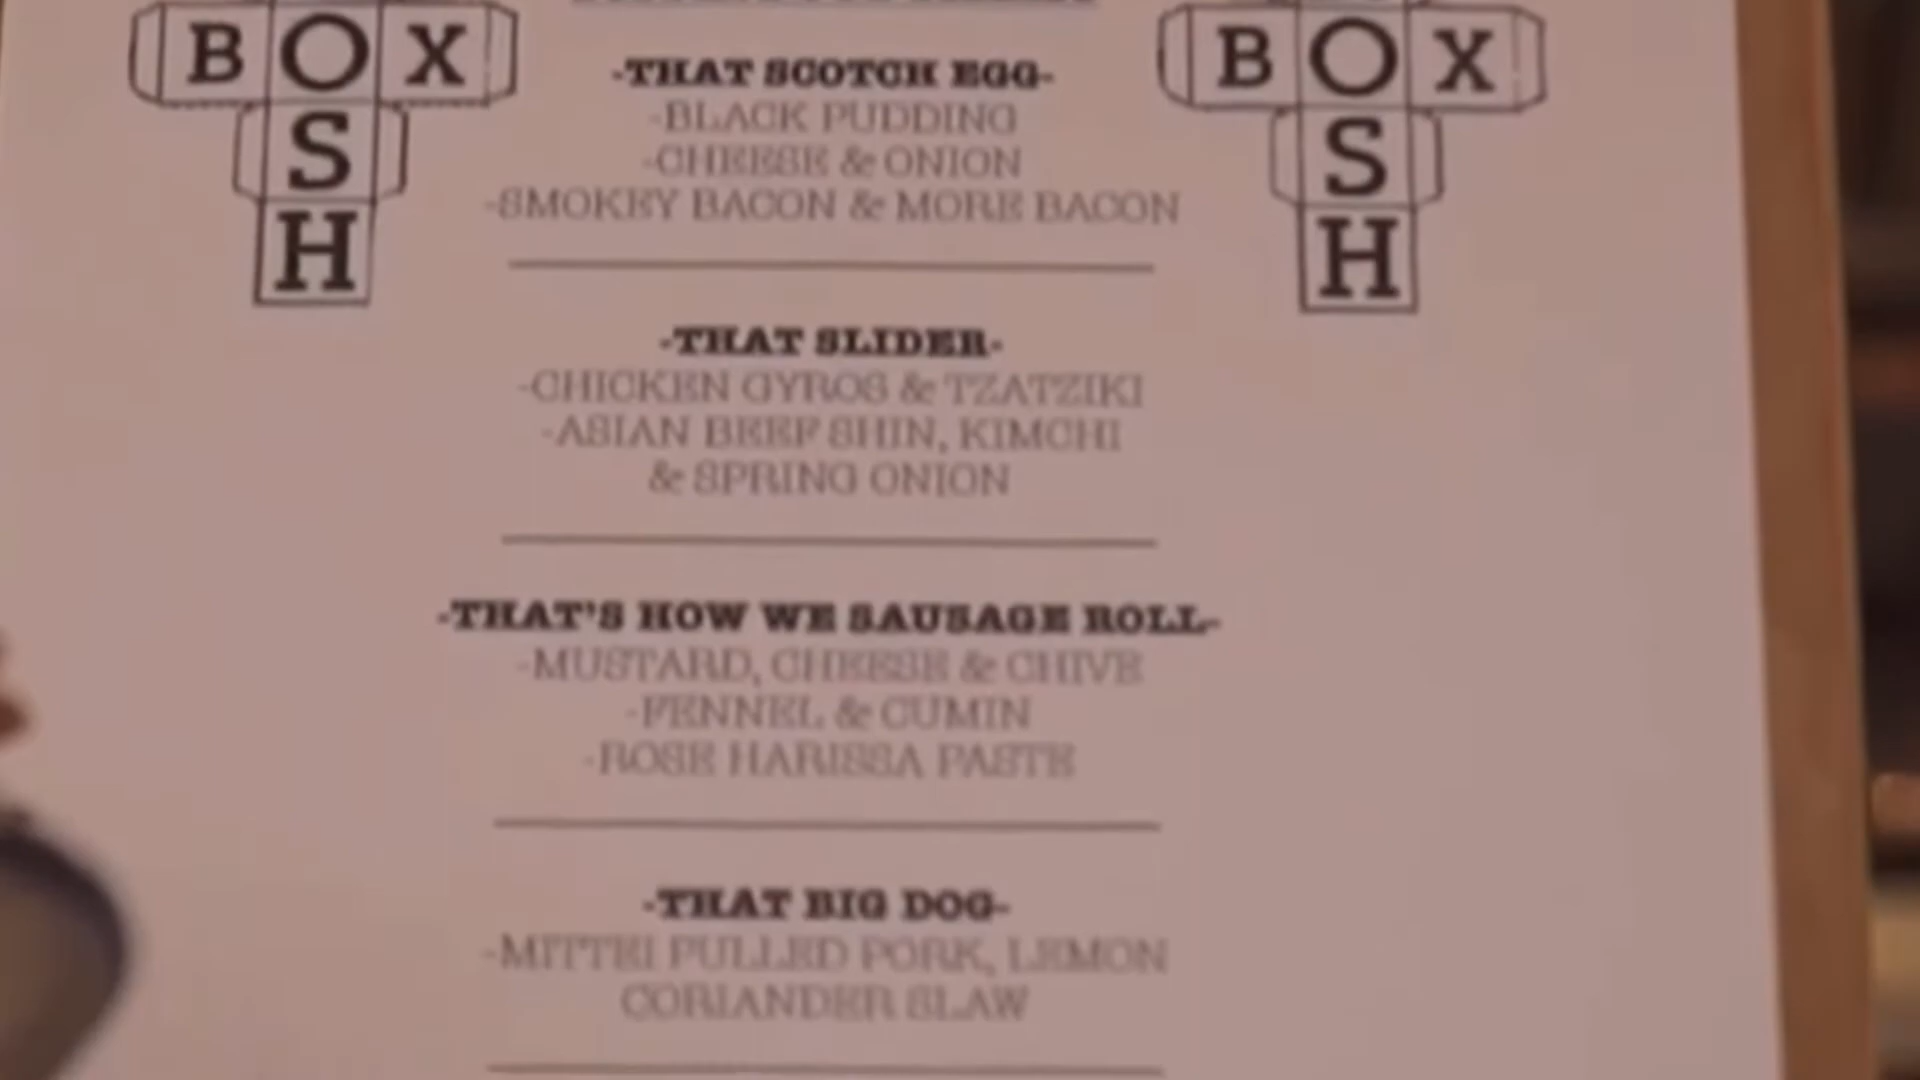 BOX
S
H
-THAT SCOTCH EGG-
-BLACK PUDDING
-CHEESE & ONION
-SMOKEY BACON & MORE BACON
BOX
S
H
-THAT SLIDER-
-CHICKEN GYROS & TZATZIKI
-ASIAN BEEF SHIN, KIMCHI
& SPRING ONION
-THAT'S HOW WE SAUSAGE ROLL-
-MUSTARD, CHEESE & CHIVE
-FENNEL & CUMIN
-ROSE HARISSA PASTE
-THAT BIG DOG-
-MITTEI PULLED PORK, LEMON
CORIANDER SLAW